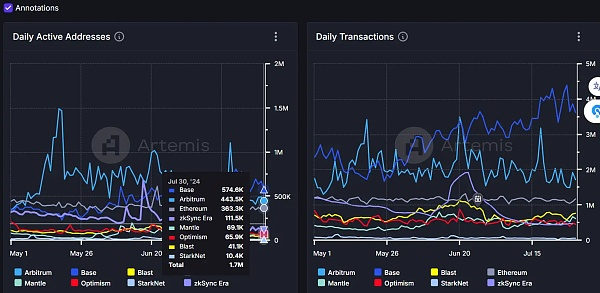 Annotations
Daily Active Addresses
2M
1.5M
1M
500K
0
Artemis
Jul 30, '24
Base 574.6K
Arbitrum 443.5K
Ethereum 363.3K
zkSync Era 111.5K
Mantle 69.1K
Optimism 65.9K
Blast 41.1K
StarkNet 10.4K
Total 1.7M
May 1 May 26 Jun 20
Arbitrum Base Blast Ethereum
Mantle Optimism StarkNet zkSync Era
Daily Transactions
5M
4M
3M
2M
1M
0
Artemis
May 1 May 26 Jun 20 Jul 15
Arbitrum Base Blast Ethereum
Mantle Optimism StarkNet zkSync Era